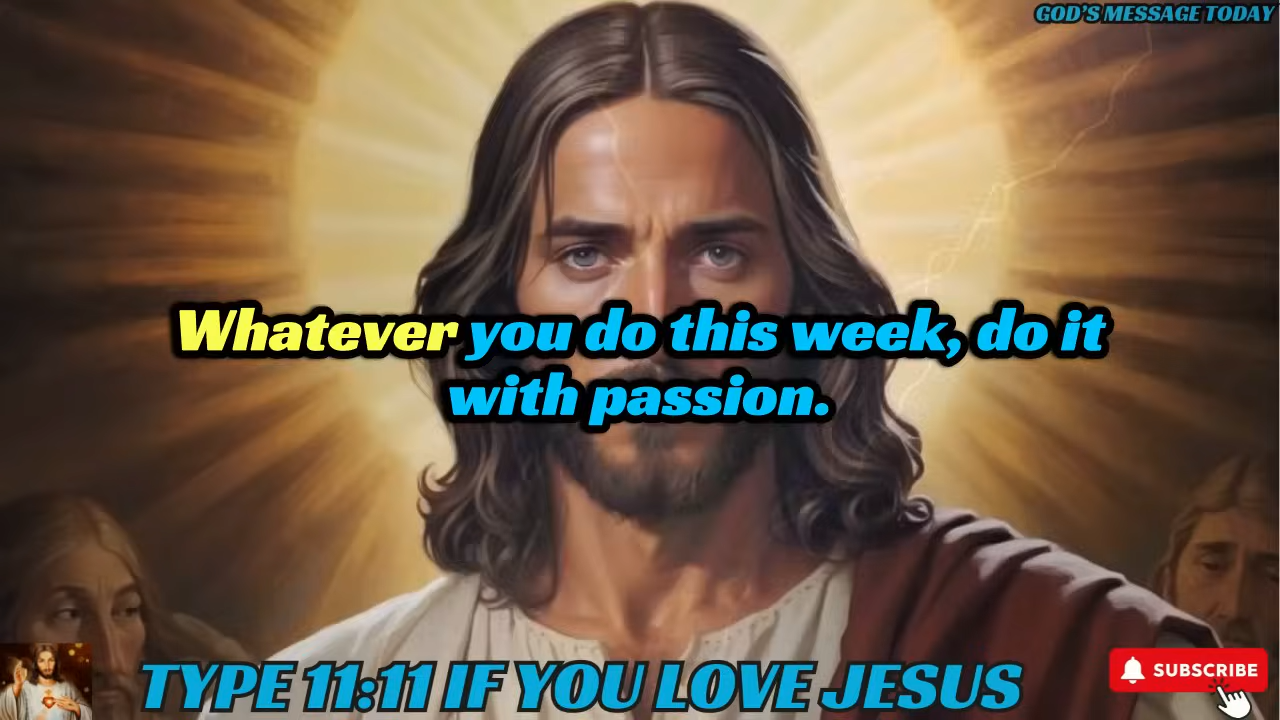 GOD'S MESSAGE TODAY
Whatever you do this week, do it
with passion.
TYPE 11:11 IF YOU LOVE JESUS
SUBSCRIBE